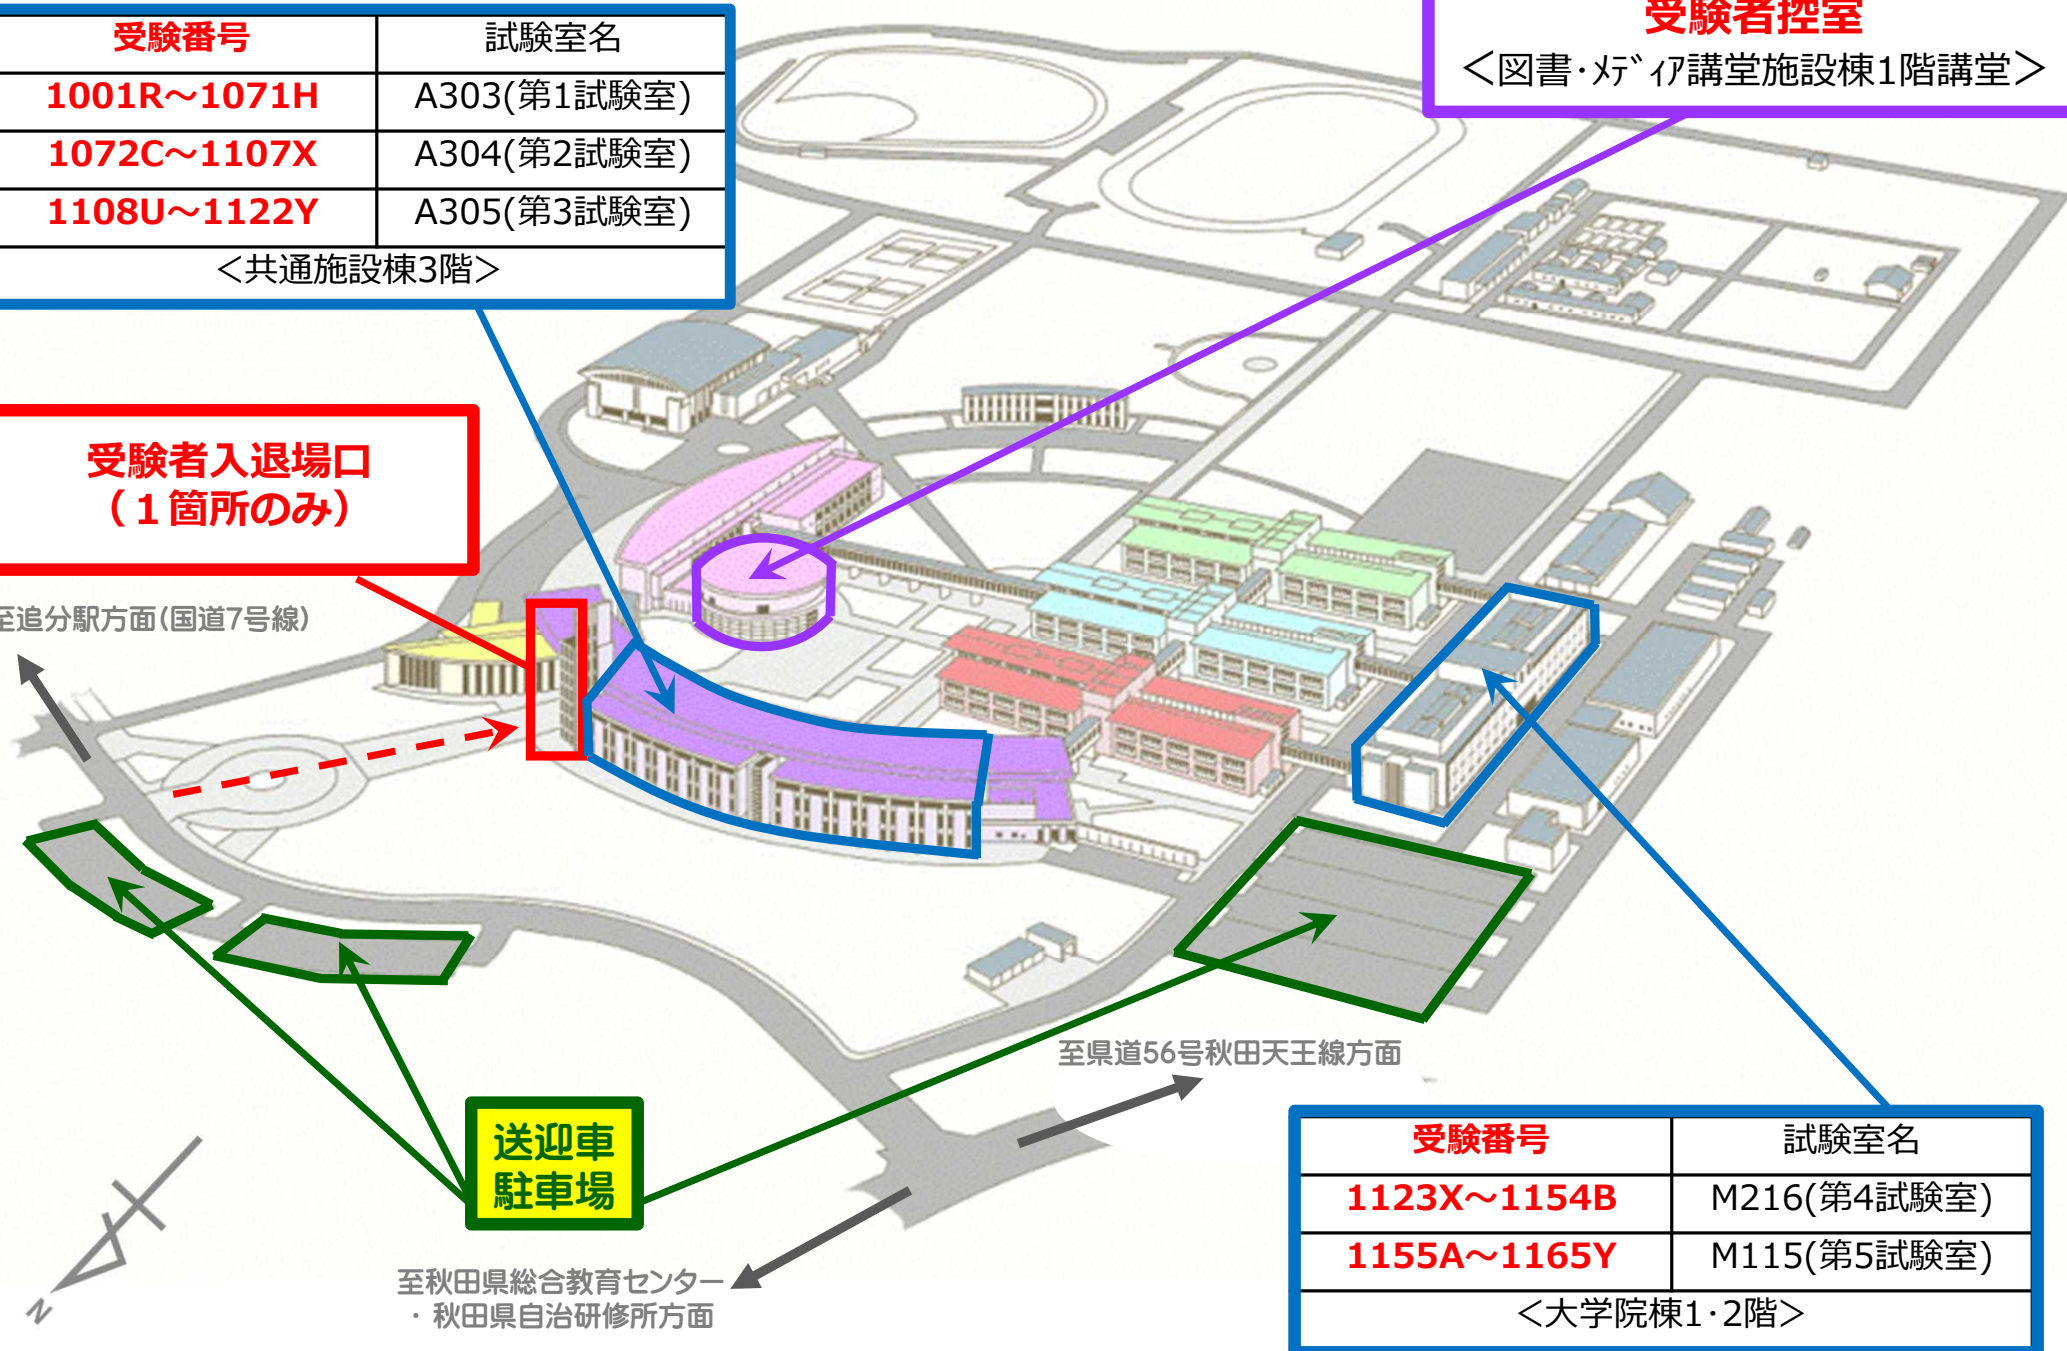 受験番号 試験室名
1001R～1071H A303(第1試験室)
1072C～1107X A304(第2試験室)
1108U～1122Y A305(第3試験室)
＜共通施設棟3階＞
受験者控室
＜図書･ﾒﾃﾞｨｱ講堂施設棟1階講堂＞
受験者入退場口
（１箇所のみ）
至追分駅方面(国道7号線)
至県道56号秋田天王線方面
送迎車
駐車場
至秋田県総合教育センター
・秋田県自治研修所方面
N
受験番号 試験室名
1123X～1154B M216(第4試験室)
1155A～1165Y M115(第5試験室)
＜大学院棟1･2階＞